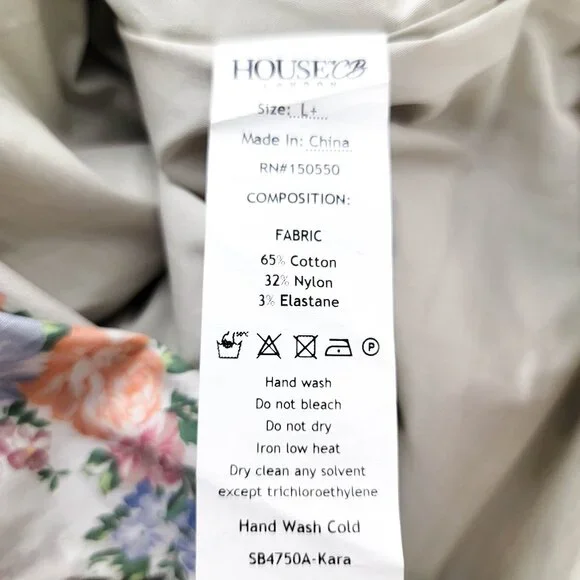 HOUSE OF CB
LONDON
Size: L+
Made In: China
RN#150550
COMPOSITION:
FABRIC
65% Cotton
32% Nylon
3% Elastane
P
Hand wash
Do not bleach
Do not dry
Iron low heat
Dry clean any solvent
except trichloroethylene
Hand Wash Cold
SB4750A-Kara